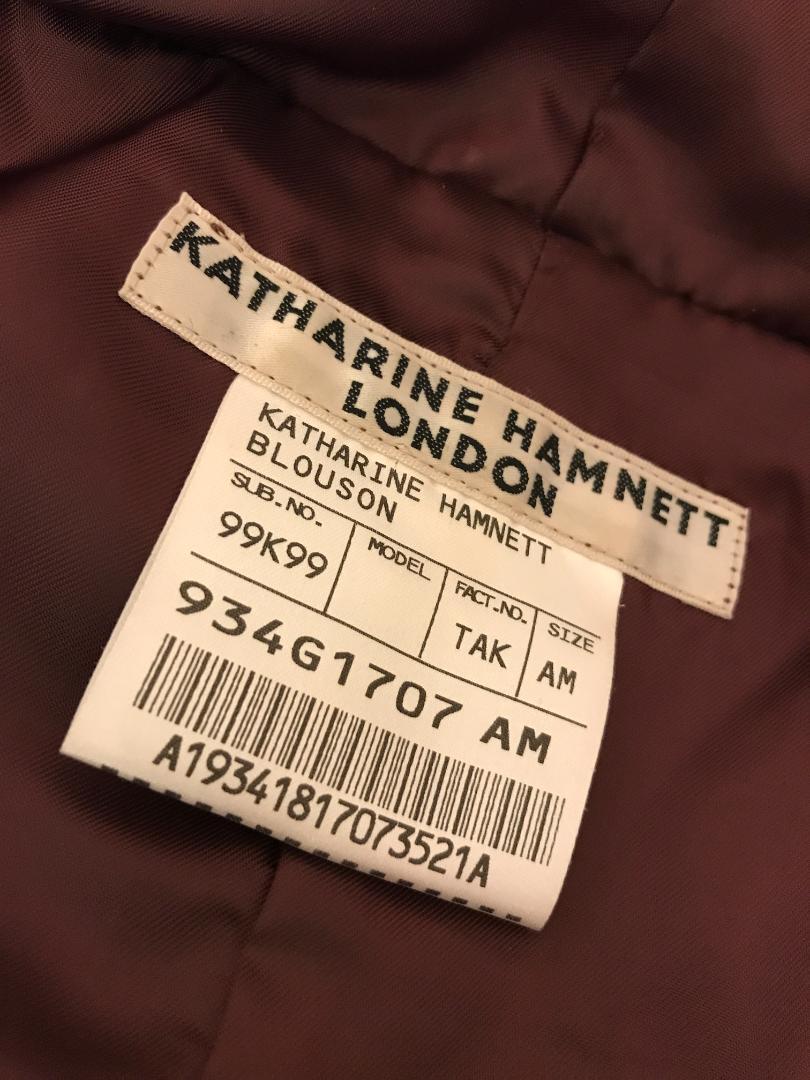 KATHARINE HAMNETT
LONDON
KATHARINE HAMNETT
BLOUSON
SUB.NO. MODEL FACT.NO. SIZE
99K99 TAK AM
934G1707 AM
A19341817073521A